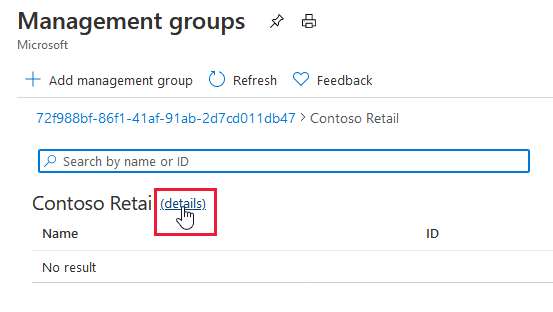 Management groups
Microsoft
Add management group Refresh Feedback
72f988bf-86f1-41af-91ab-2d7cd011db47 > Contoso Retail
Search by name or ID
Contoso Retai (details)
Name ID
No result